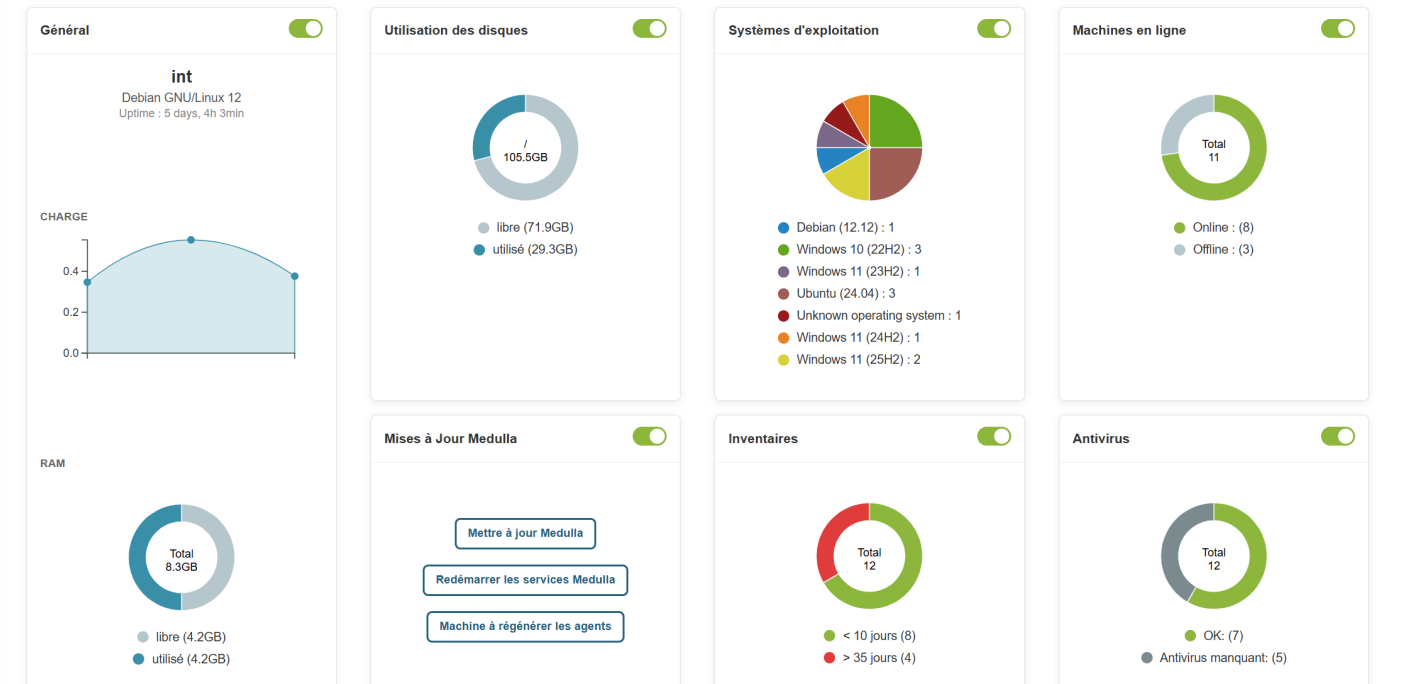 Général
int
Debian GNU/Linux 12
Uptime : 5 days, 4h 3min
CHARGE
0.4
0.2
0.0
RAM
Total
8.3GB
libre (4.2GB)
utilisé (4.2GB)
Utilisation des disques
/
105.5GB
libre (71.9GB)
utilisé (29.3GB)
Systèmes d'exploitation
Debian (12.12) : 1
Windows 10 (22H2) : 3
Windows 11 (23H2) : 1
Ubuntu (24.04) : 3
Unknown operating system : 1
Windows 11 (24H2) : 1
Windows 11 (25H2) : 2
Machines en ligne
Total
11
Online : (8)
Offline : (3)
Mises à Jour Medulla
Mettre à jour Medulla
Redémarrer les services Medulla
Machine à régénérer les agents
Inventaires
Total
12
< 10 jours (8)
> 35 jours (4)
Antivirus
Total
12
OK: (7)
Antivirus manquant: (5)